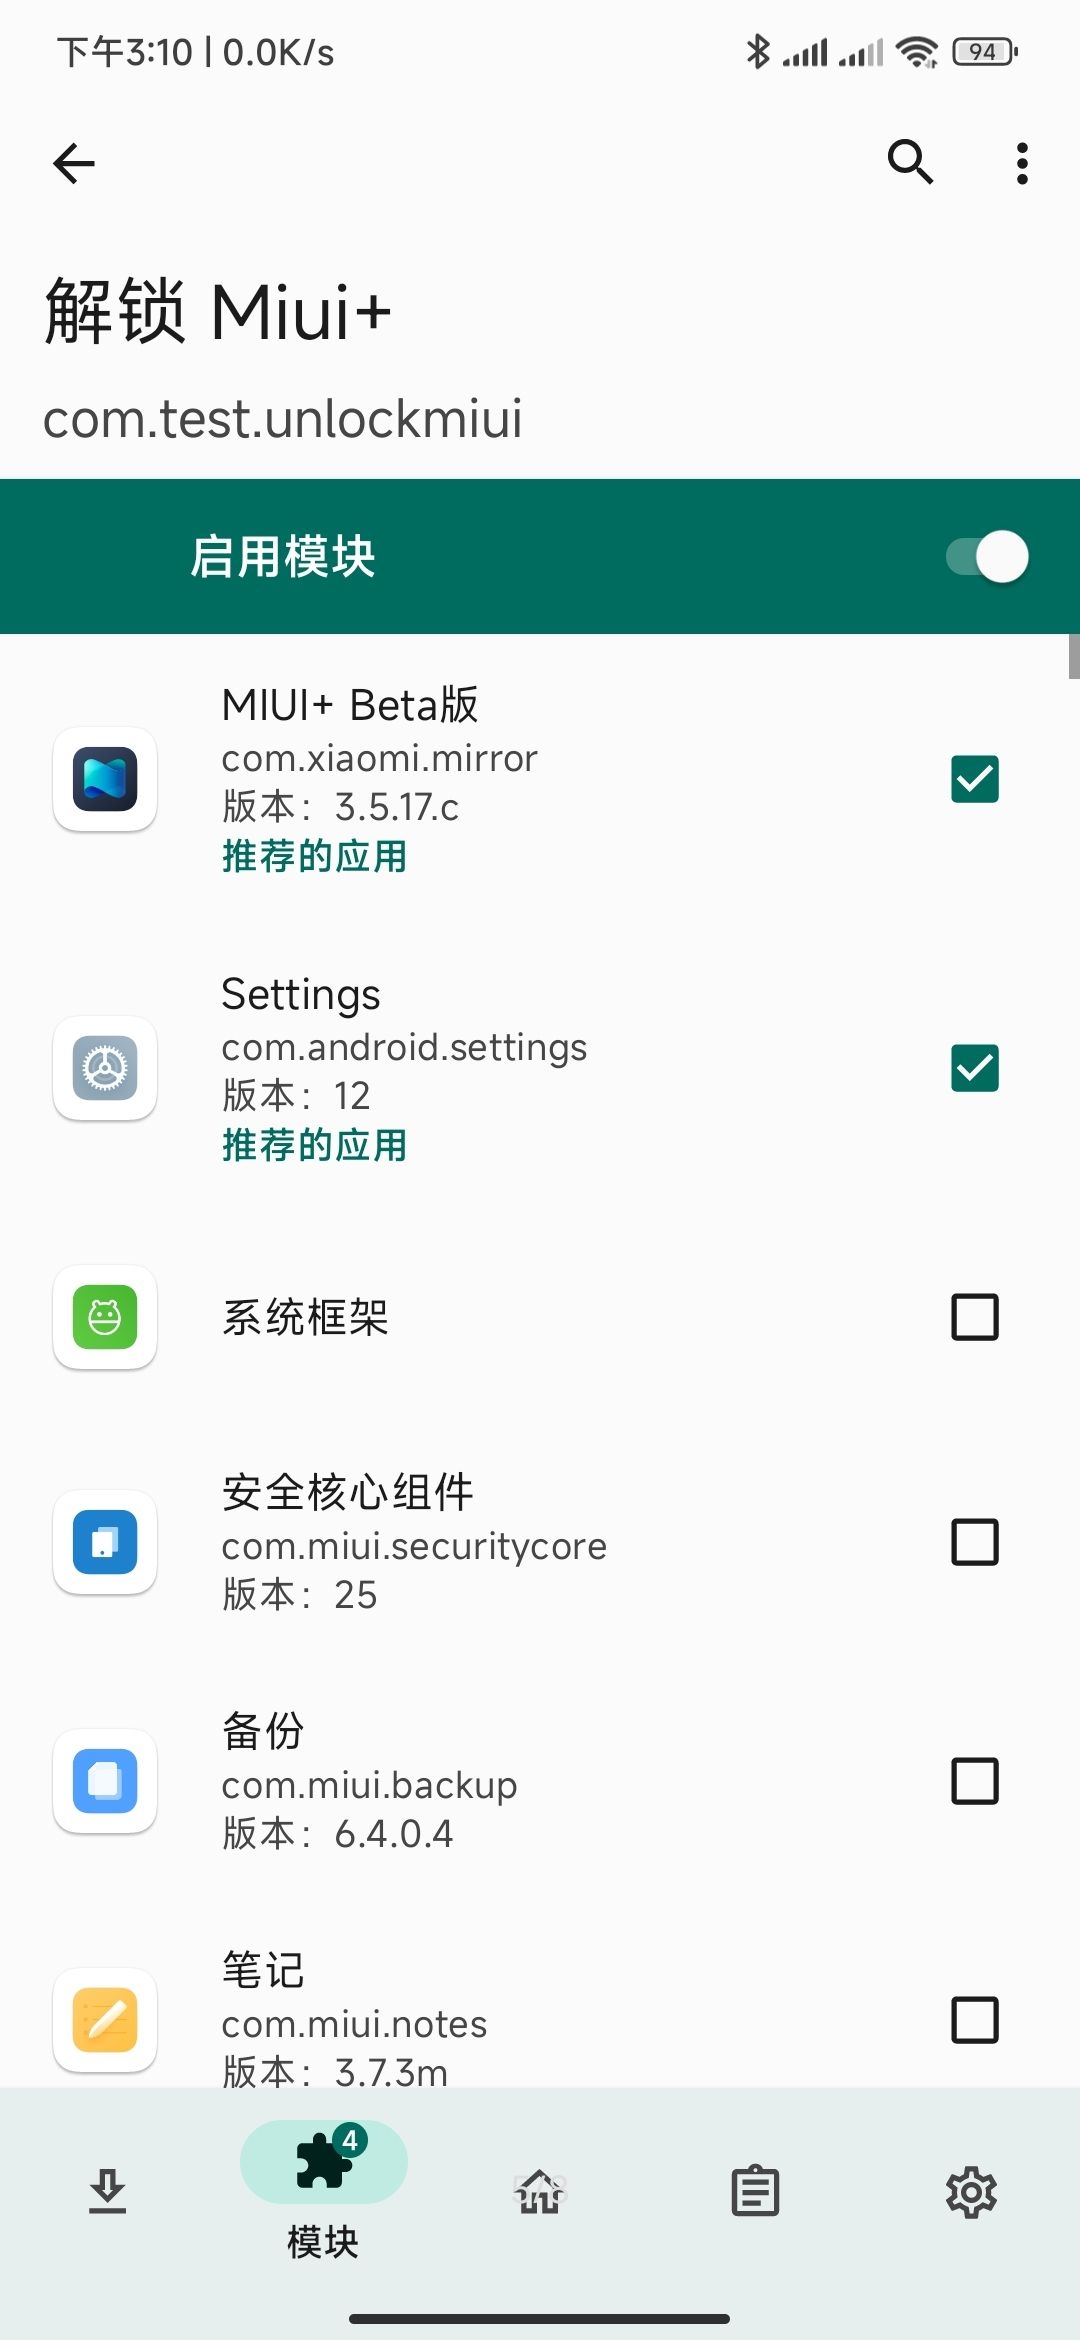 下午3:10 | 0.0K/s
94
解锁 Miui+
com.test.unlockmiui
启用模块
MIUI+ Beta版
com.xiaomi.mirror
版本：3.5.17.c
推荐的应用
Settings
com.android.settings
版本：12
推荐的应用
系统框架
安全核心组件
com.miui.securitycore
版本：25
备份
com.miui.backup
版本：6.4.0.4
笔记
com.miui.notes
版本：3.7.3m
4
模块